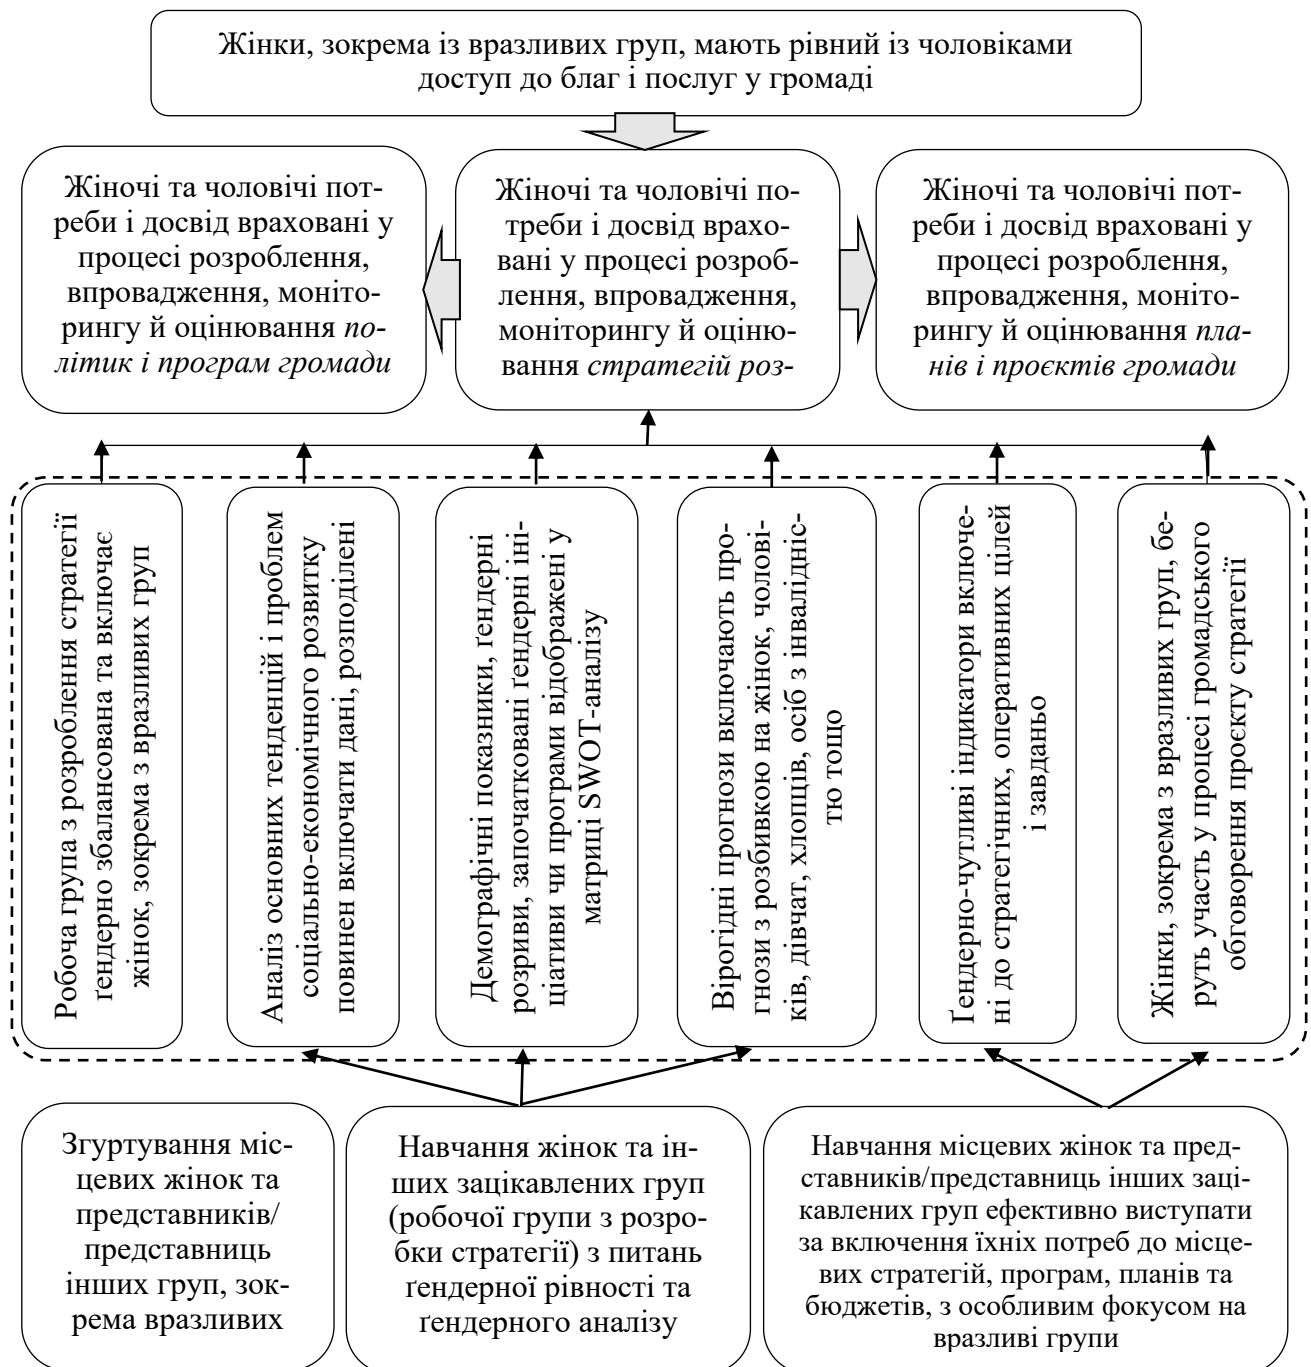 Жінки, зокрема із вразливих груп, мають рівний із чоловіками
доступ до благ і послуг у громаді
Жіночі та чоловічі пот-
реби і досвід враховані у
процесі розроблення,
впровадження, моніто-
рингу й оцінювання по-
літик і програм громади
Жіночі та чоловічі по-
треби і досвід врахо-
вані у процесі розроб-
лення, впровадження,
моніторингу й оціню-
вання стратегій роз-
Жіночі та чоловічі пот-
реби і досвід враховані у
процесі розроблення,
впровадження, моніто-
рингу й оцінювання пла-
нів і проєктів громади
Робоча група з розроблення стратегії
ґендерно збалансована та включає
жінок, зокрема з вразливих груп
Аналіз основних тенденцій і проблем
соціально-економічного розвитку
повинен включати дані, розподілені
Демографічні показники, ґендерні
розриви, започатковані ґендерні іні-
ціативи чи програми відображені у
матриці SWOT-аналізу
Вірогідні прогнози включають про-
гнози з розбивкою на жінок, чолові-
ків, дівчат, хлопців, осіб з інвалідніс-
тю тощо
Ґендерно-чутливі індикатори включе-
ні до стратегічних, оперативних цілей
і завданьо
Жінки, зокрема з вразливих груп, бе-
руть участь у процесі громадського
обговорення проєкту стратегії
Згуртування міс-
цевих жінок та
представників/
представниць
інших груп, зок-
рема вразливих
Навчання жінок та ін-
ших зацікавлених груп
(робочої групи з розро-
бки стратегії) з питань
ґендерної рівності та
ґендерного аналізу
Навчання місцевих жінок та пред-
ставників/представниць інших заці-
кавлених груп ефективно виступати
за включення їхніх потреб до місце-
вих стратегій, програм, планів та
бюджетів, з особливим фокусом на
вразливі групи